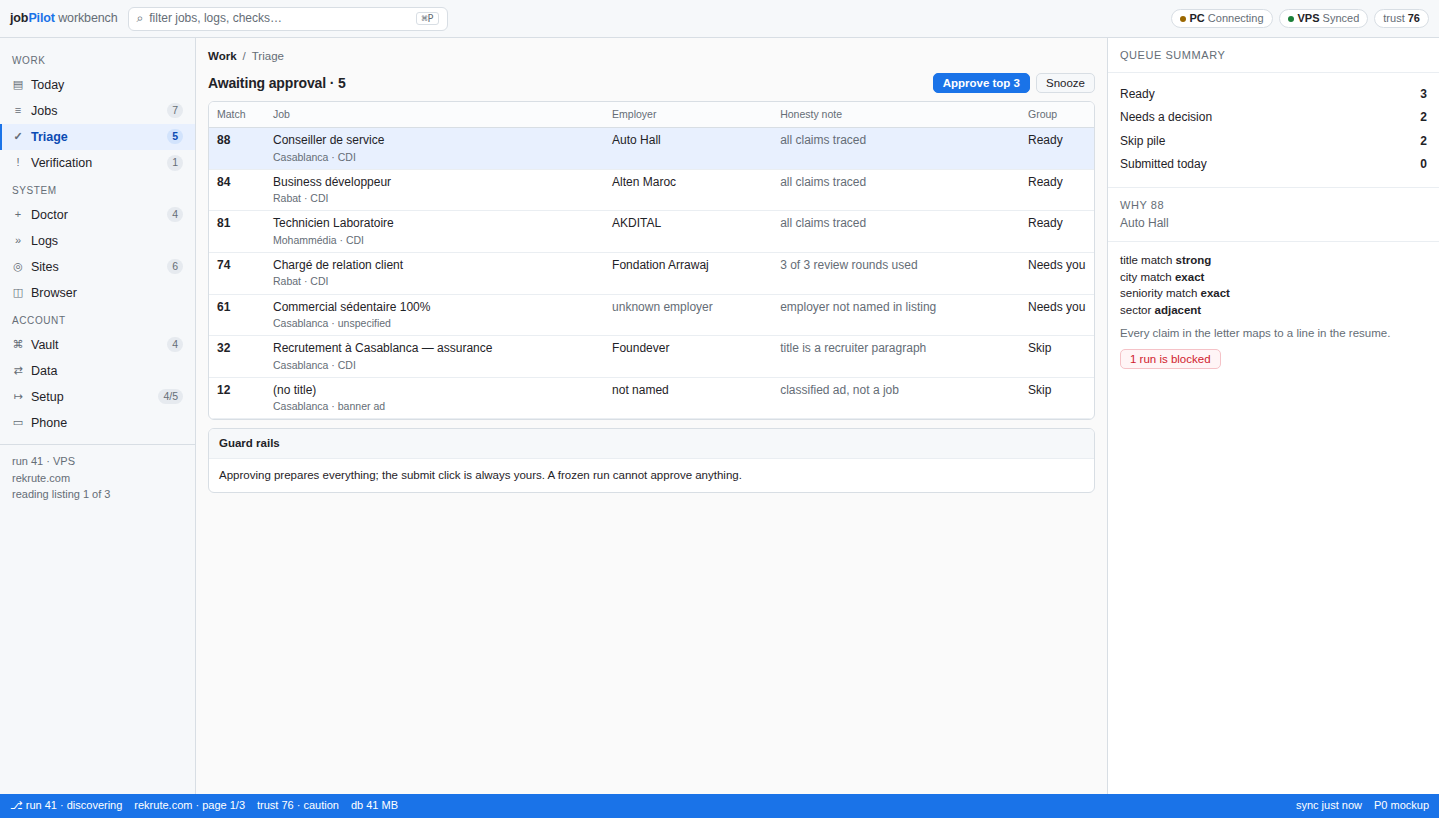 jobPilot workbench
filter jobs, logs, checks… ⌘P
PC Connecting
VPS Synced
trust 76
WORK
Today
Jobs 7
Triage 5
Verification 1
SYSTEM
Doctor 4
Logs
Sites 6
Browser
ACCOUNT
Vault 4
Data
Setup 4/5
Phone
run 41 · VPS
rekrute.com
reading listing 1 of 3
Work / Triage
Awaiting approval · 5
Approve top 3
Snooze
Match Job Employer Honesty note Group
88 Conseiller de service Auto Hall all claims traced Ready
Casablanca · CDI
84 Business développeur Alten Maroc all claims traced Ready
Rabat · CDI
81 Technicien Laboratoire AKDITAL all claims traced Ready
Mohammédia · CDI
74 Chargé de relation client Fondation Arrawaj 3 of 3 review rounds used Needs you
Rabat · CDI
61 Commercial sédentaire 100% unknown employer employer not named in listing Needs you
Casablanca · unspecified
32 Recrutement à Casablanca — assurance Foundever title is a recruiter paragraph Skip
Casablanca · CDI
12 (no title) not named classified ad, not a job Skip
Casablanca · banner ad
Guard rails
Approving prepares everything; the submit click is always yours. A frozen run cannot approve anything.
QUEUE SUMMARY
Ready 3
Needs a decision 2
Skip pile 2
Submitted today 0
WHY 88
Auto Hall
title match strong
city match exact
seniority match exact
sector adjacent
Every claim in the letter maps to a line in the resume.
1 run is blocked
⎇ run 41 · discovering rekrute.com · page 1/3 trust 76 · caution db 41 MB
sync just now P0 mockup